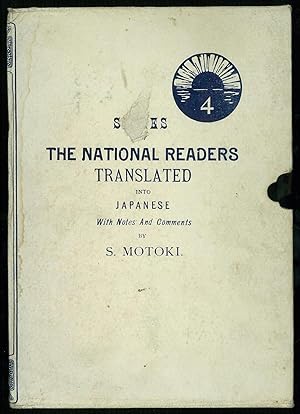 4
THE NATIONAL READERS
TRANSLATED
INTO
JAPANESE
With Notes And Comments
BY
S. MOTOKI.